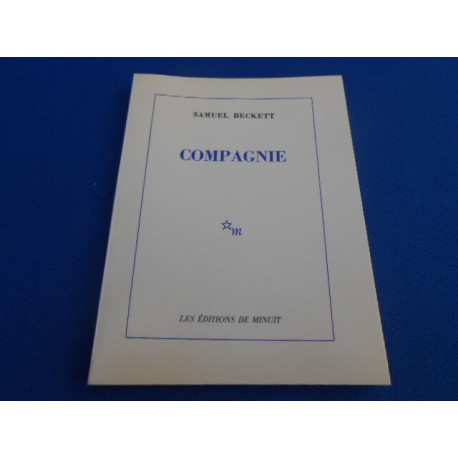 SAMUEL BECKETT
COMPAGNIE
m
LES ÉDITIONS DE MINUIT